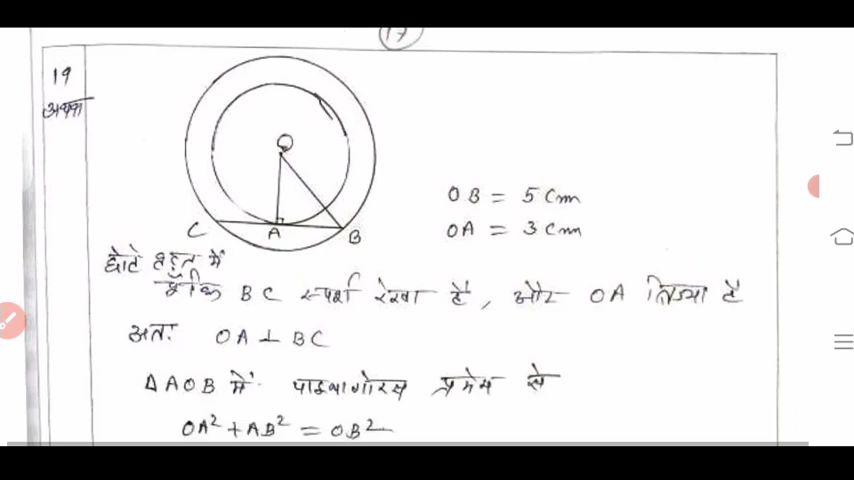 17
19
अथवा
O
C
A
B
OB = 5 cm
OA = 3 cm
छोटे वृत्त में
चूँकि BC स्पर्श रेखा है, और OA त्रिज्या है
अतः OA ⊥ BC
Δ AOB में पाइथागोरस प्रमेय से
OA² + AB² = OB²